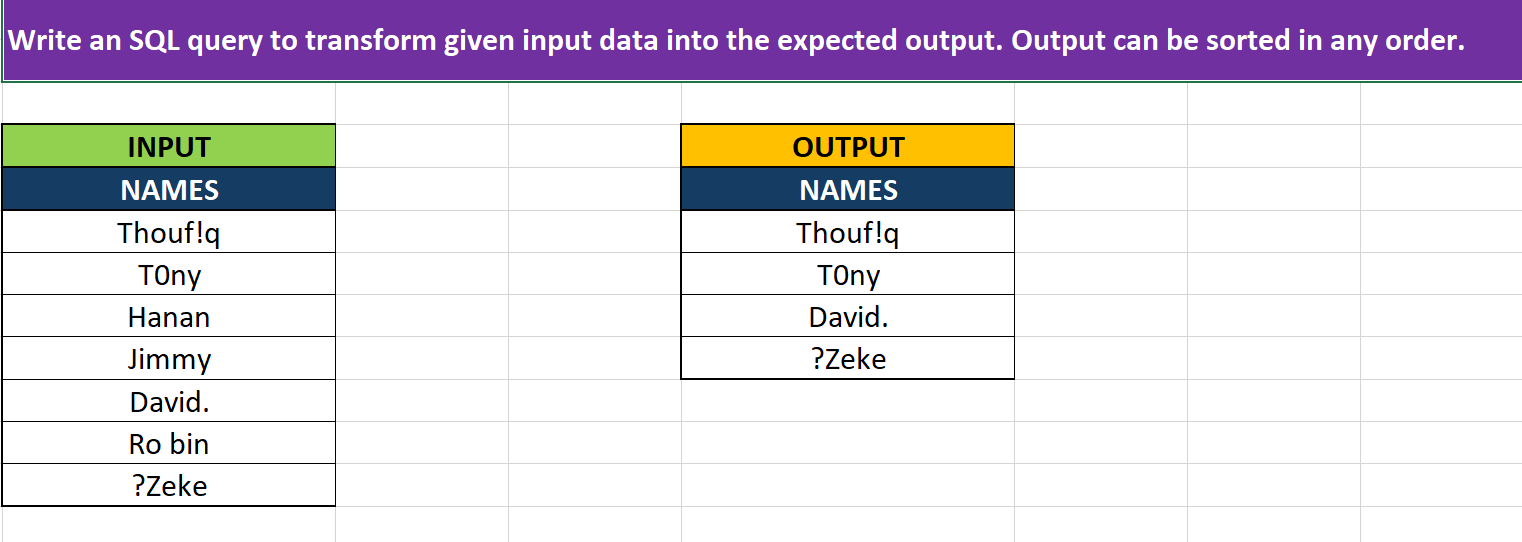 Write an SQL query to transform given input data into the expected output. Output can be sorted in any order.
INPUT
NAMES
Thouf!q
T0ny
Hanan
Jimmy
David.
Ro bin
?Zeke
OUTPUT
NAMES
Thouf!q
T0ny
David.
?Zeke